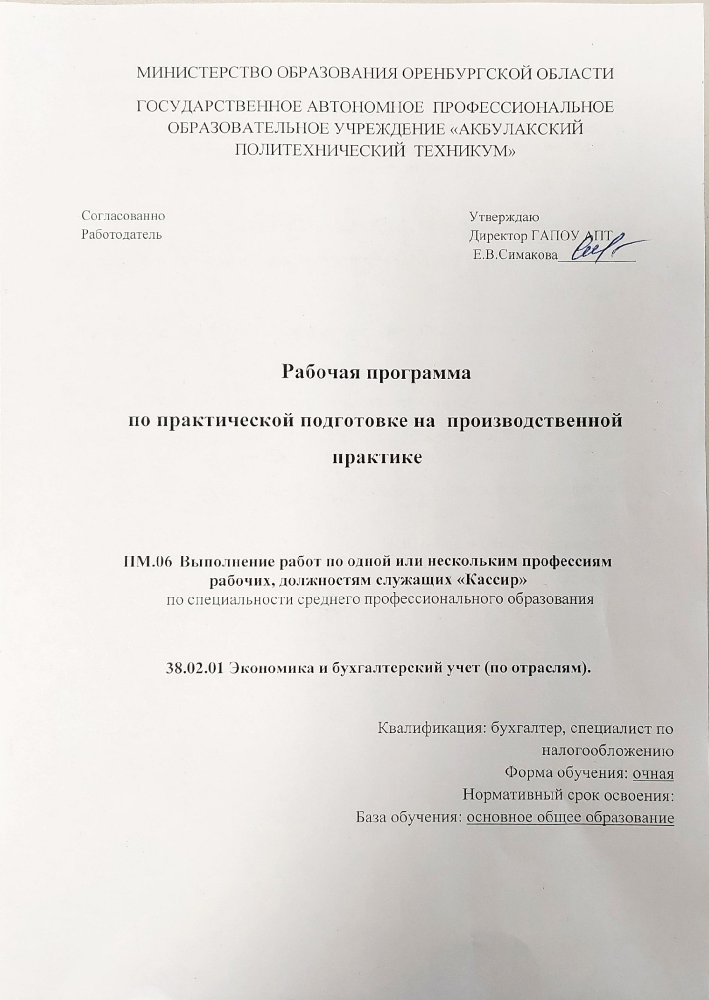 МИНИСТЕРСТВО ОБРАЗОВАНИЯ ОРЕНБУРГСКОЙ ОБЛАСТИ
ГОСУДАРСТВЕННОЕ АВТОНОМНОЕ ПРОФЕССИОНАЛЬНОЕ
ОБРАЗОВАТЕЛЬНОЕ УЧРЕЖДЕНИЕ «АКБУЛАКСКИЙ
ПОЛИТЕХНИЧЕСКИЙ ТЕХНИКУМ»
Согласованно
Работодатель
Утверждаю
Директор ГАПОУ АПТ
Е.В.Симакова
Рабочая программа
по практической подготовке на производственной
практике
ПМ.06 Выполнение работ по одной или нескольким профессиям
рабочих, должностям служащих «Кассир»
по специальности среднего профессионального образования
38.02.01 Экономика и бухгалтерский учет (по отраслям).
Квалификация: бухгалтер, специалист по
налогообложению
Форма обучения: очная
Нормативный срок освоения:
База обучения: основное общее образование